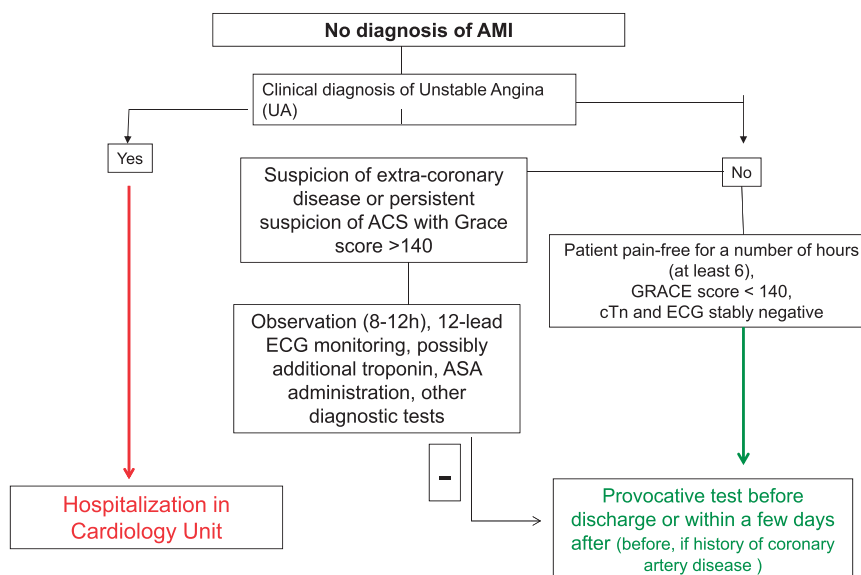 No diagnosis of AMI
Clinical diagnosis of Unstable Angina
(UA)
Yes
No
Suspicion of extra-coronary
disease or persistent
suspicion of ACS with Grace
score >140
Patient pain-free for a number of hours
(at least 6),
GRACE score < 140,
cTn and ECG stably negative
Observation (8-12h), 12-lead
ECG monitoring, possibly
additional troponin, ASA
administration, other
diagnostic tests
-
Hospitalization in
Cardiology Unit
Provocative test before
discharge or within a few days
after (before, if history of coronary
artery disease )